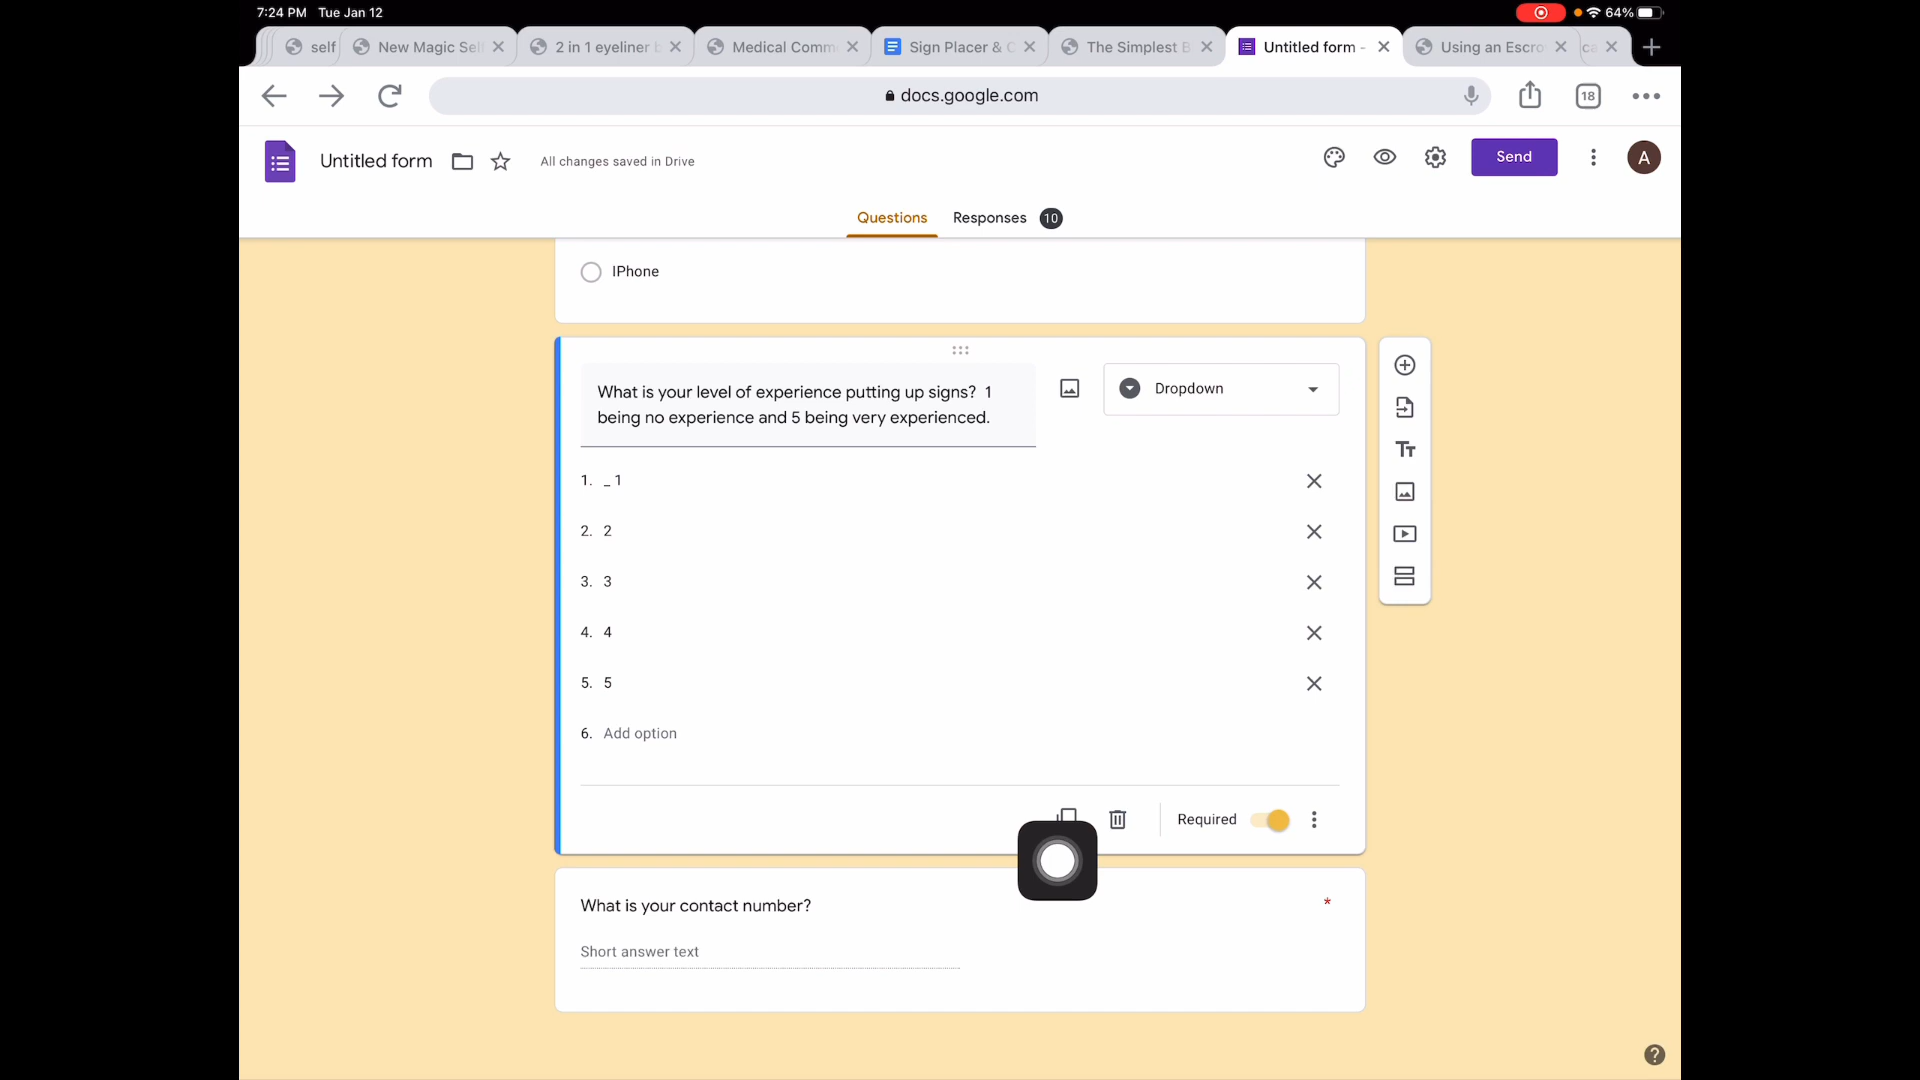 7:24 PM Tue Jan 12
64%
self
New Magic Sel
2 in 1 eyeliner b
Medical Comm
Sign Placer & C
The Simplest B
Untitled form -
Using an Escro
ca
docs.google.com
18
Untitled form
All changes saved in Drive
Send
A
Questions
Responses 10
IPhone
What is your level of experience putting up signs? 1
being no experience and 5 being very experienced.
Dropdown
1. _ 1
2. 2
3. 3
4. 4
5. 5
6. Add option
Required
What is your contact number? *
Short answer text